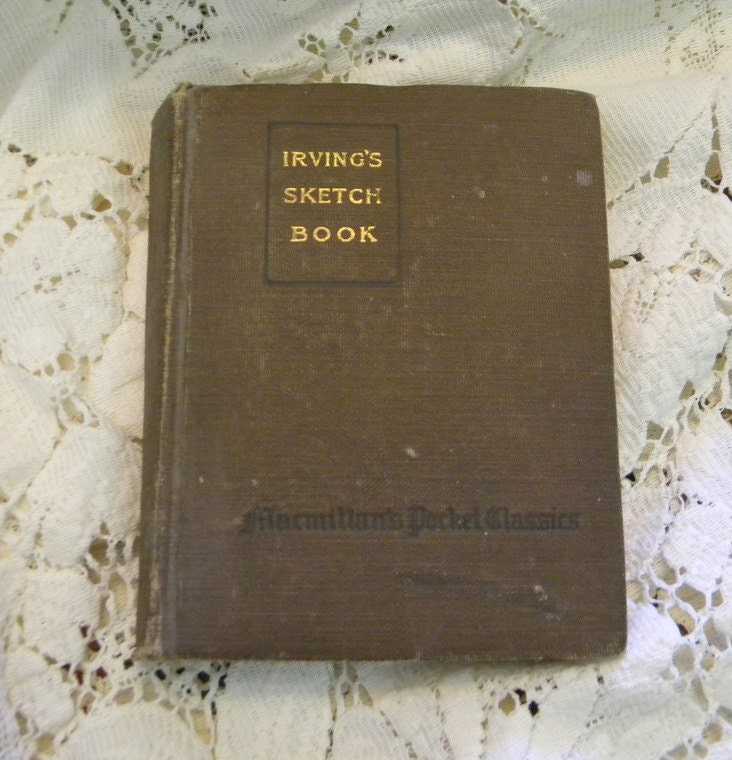 IRVING'S
SKETCH
BOOK
Macmillan's Pocket Classics